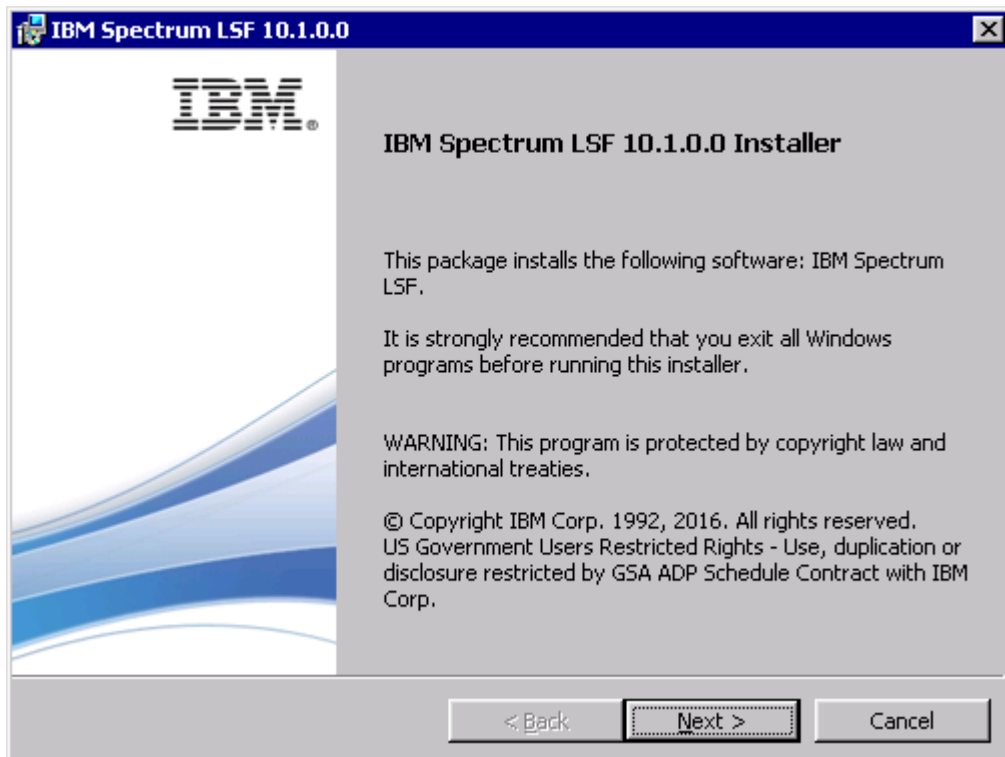 IBM Spectrum LSF 10.1.0.0
IBM®
IBM Spectrum LSF 10.1.0.0 Installer
This package installs the following software: IBM Spectrum
LSF.
It is strongly recommended that you exit all Windows
programs before running this installer.
WARNING: This program is protected by copyright law and
international treaties.
© Copyright IBM Corp. 1992, 2016. All rights reserved.
US Government Users Restricted Rights - Use, duplication or
disclosure restricted by GSA ADP Schedule Contract with IBM
Corp.
< Back
Next >
Cancel